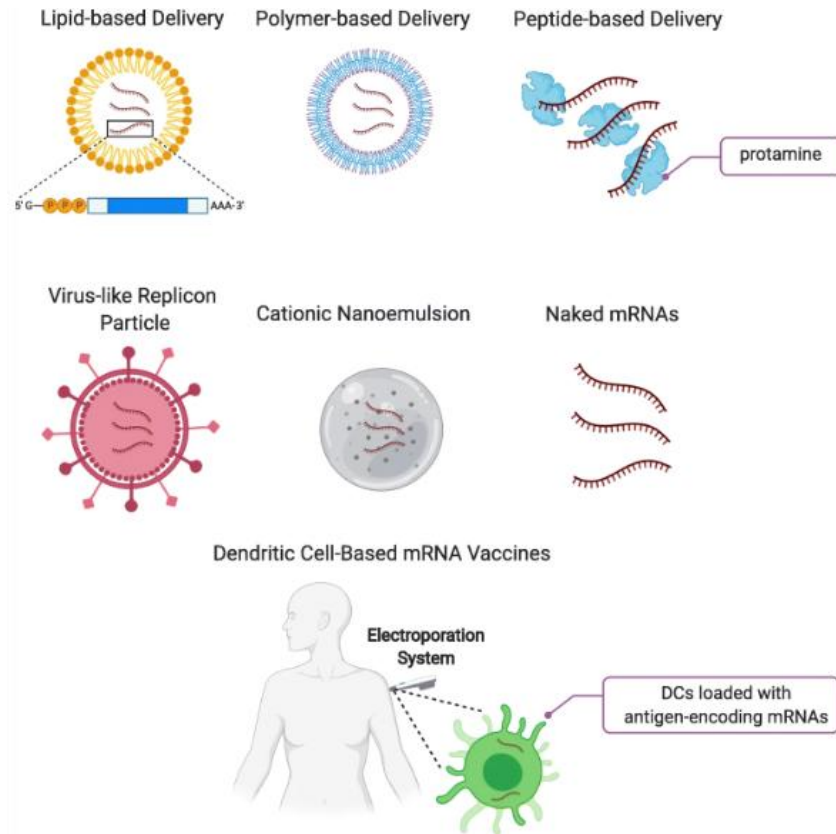 Lipid-based Delivery
Polymer-based Delivery
Peptide-based Delivery
protamine
5' G—P P P AAA-3'
Virus-like Replicon
Particle
Cationic Nanoemulsion
Naked mRNAs
Dendritic Cell-Based mRNA Vaccines
Electroporation
System
DCs loaded with
antigen-encoding mRNAs